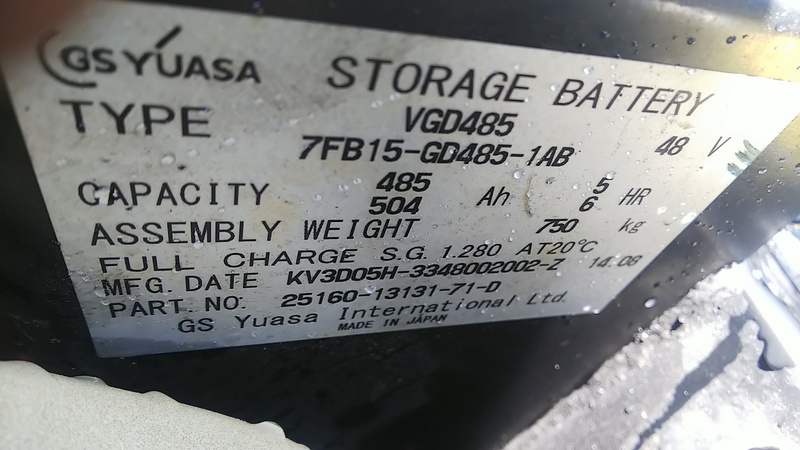 GS YUASA STORAGE BATTERY
TYPE VGD485
7FB15-GD485-1AB 48 V
CAPACITY 485 Ah 5 HR
504 6
ASSEMBLY WEIGHT 750 kg
FULL CHARGE S.G. 1.280 AT20℃
MFG. DATE KV3D05H-3348002002-Z 14.08
PART. NO. 25160-13131-71-D
GS Yuasa International Ltd.
MADE IN JAPAN